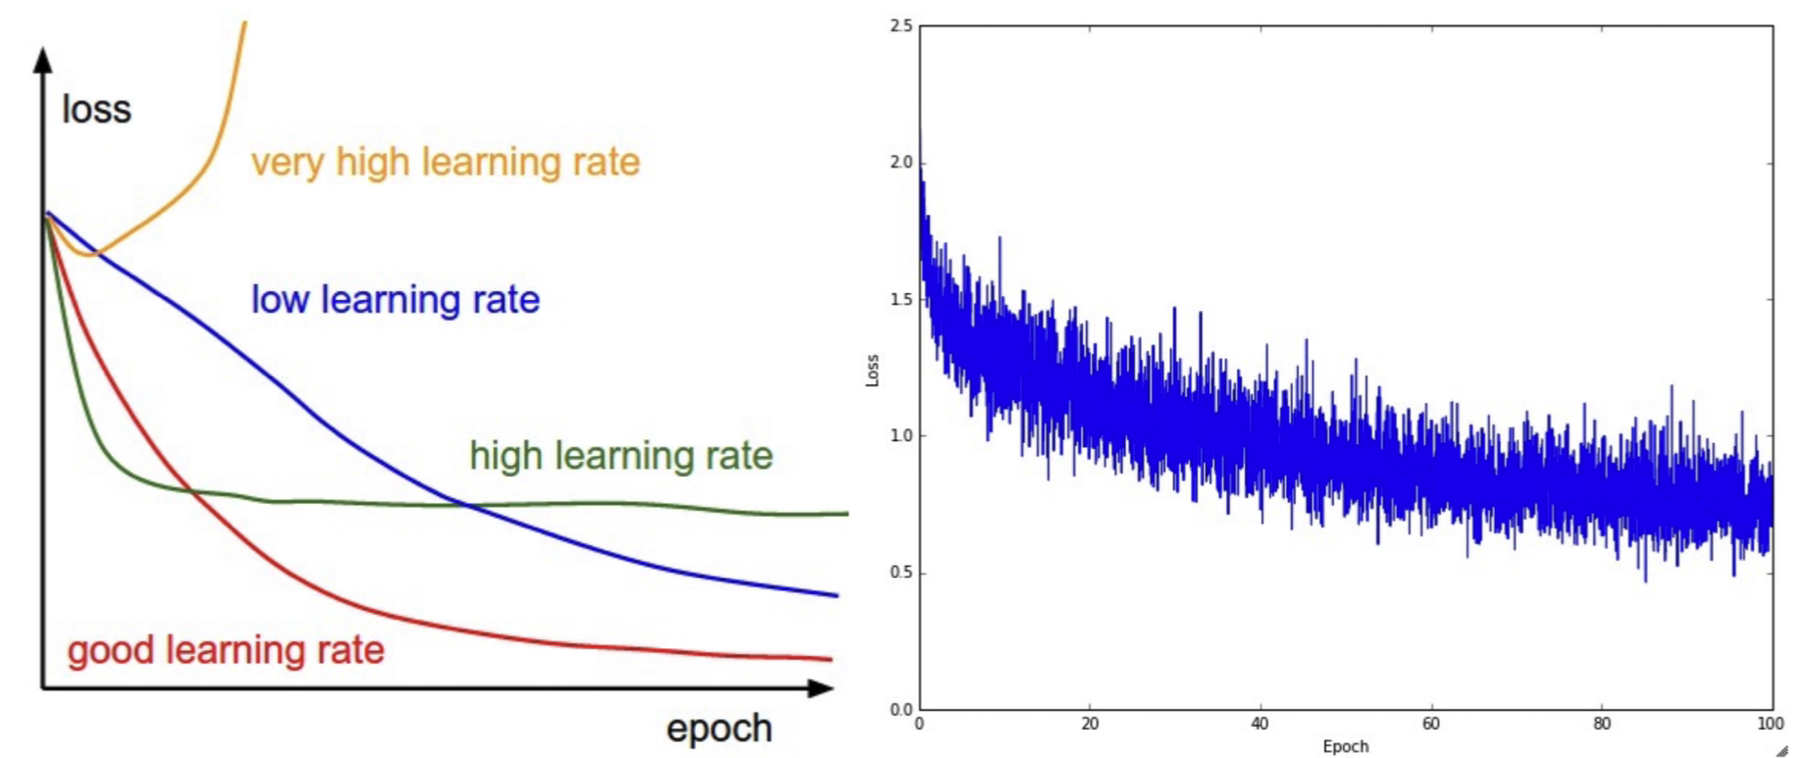 loss
very high learning rate
low learning rate
high learning rate
good learning rate
epoch
2.5
2.0
1.5
1.0
0.5
0.0
Loss
0 20 40 60 80 100
Epoch